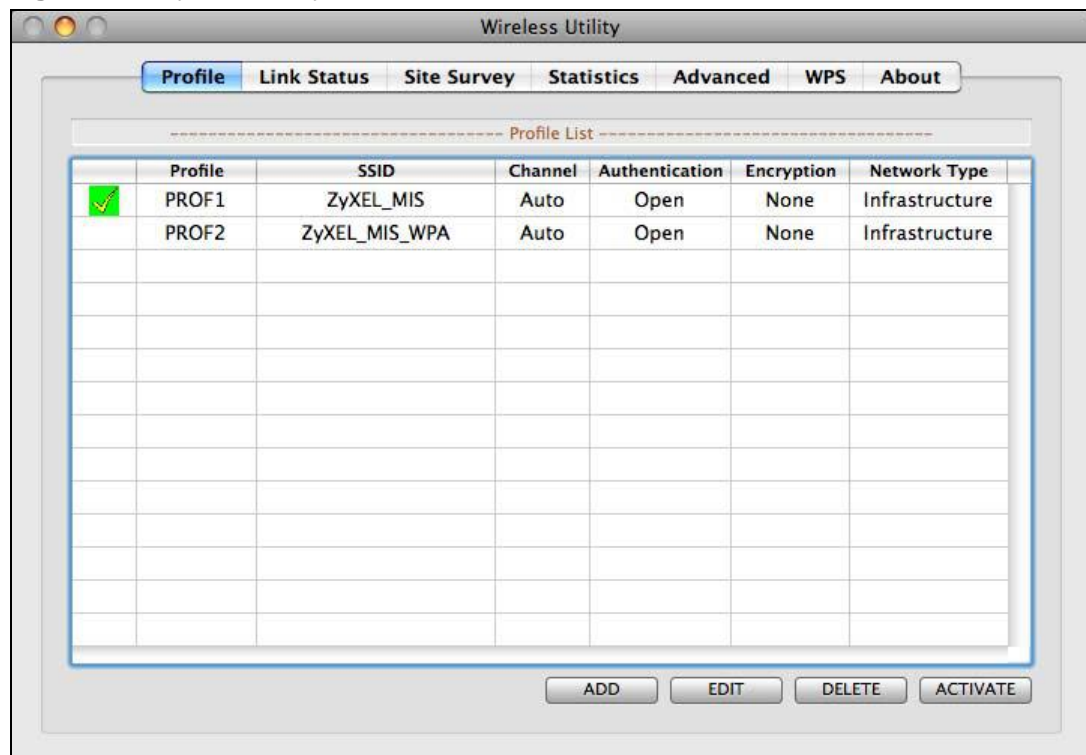 Wireless Utility
Profile Link Status Site Survey Statistics Advanced WPS About
---------------------------------- Profile List ----------------------------------
Profile SSID Channel Authentication Encryption Network Type
PROF1 ZyXEL_MIS Auto Open None Infrastructure
PROF2 ZyXEL_MIS_WPA Auto Open None Infrastructure
ADD EDIT DELETE ACTIVATE